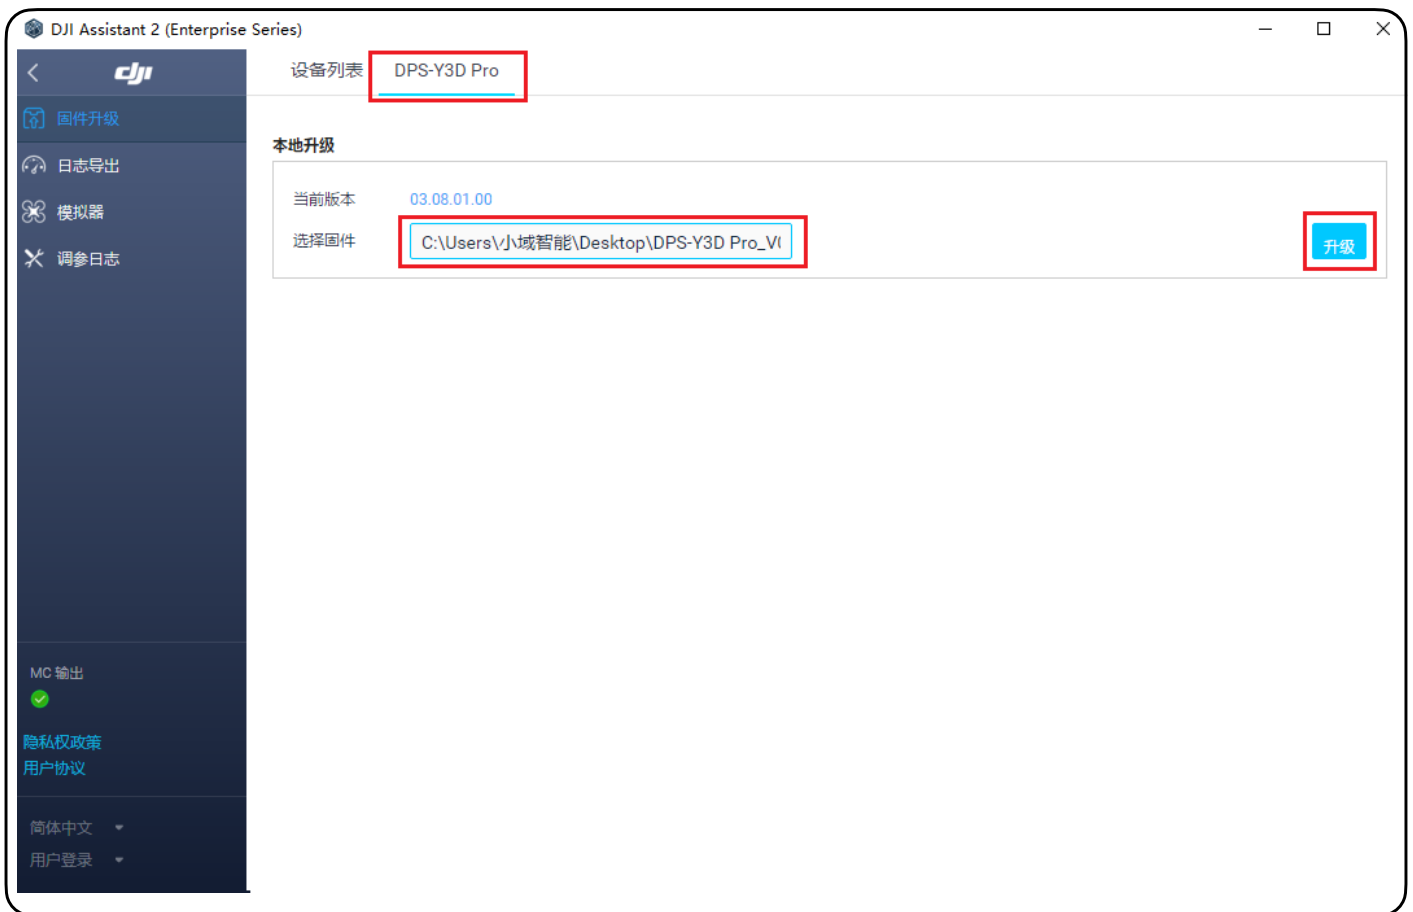 DJI Assistant 2 (Enterprise Series)
dji
设备列表
DPS-Y3D Pro
固件升级
日志导出
模拟器
调参日志
本地升级
当前版本 03.08.01.00
选择固件 C:\Users\小域智能\Desktop\DPS-Y3D Pro_V(
升级
MC 输出
隐私权政策
用户协议
简体中文
用户登录